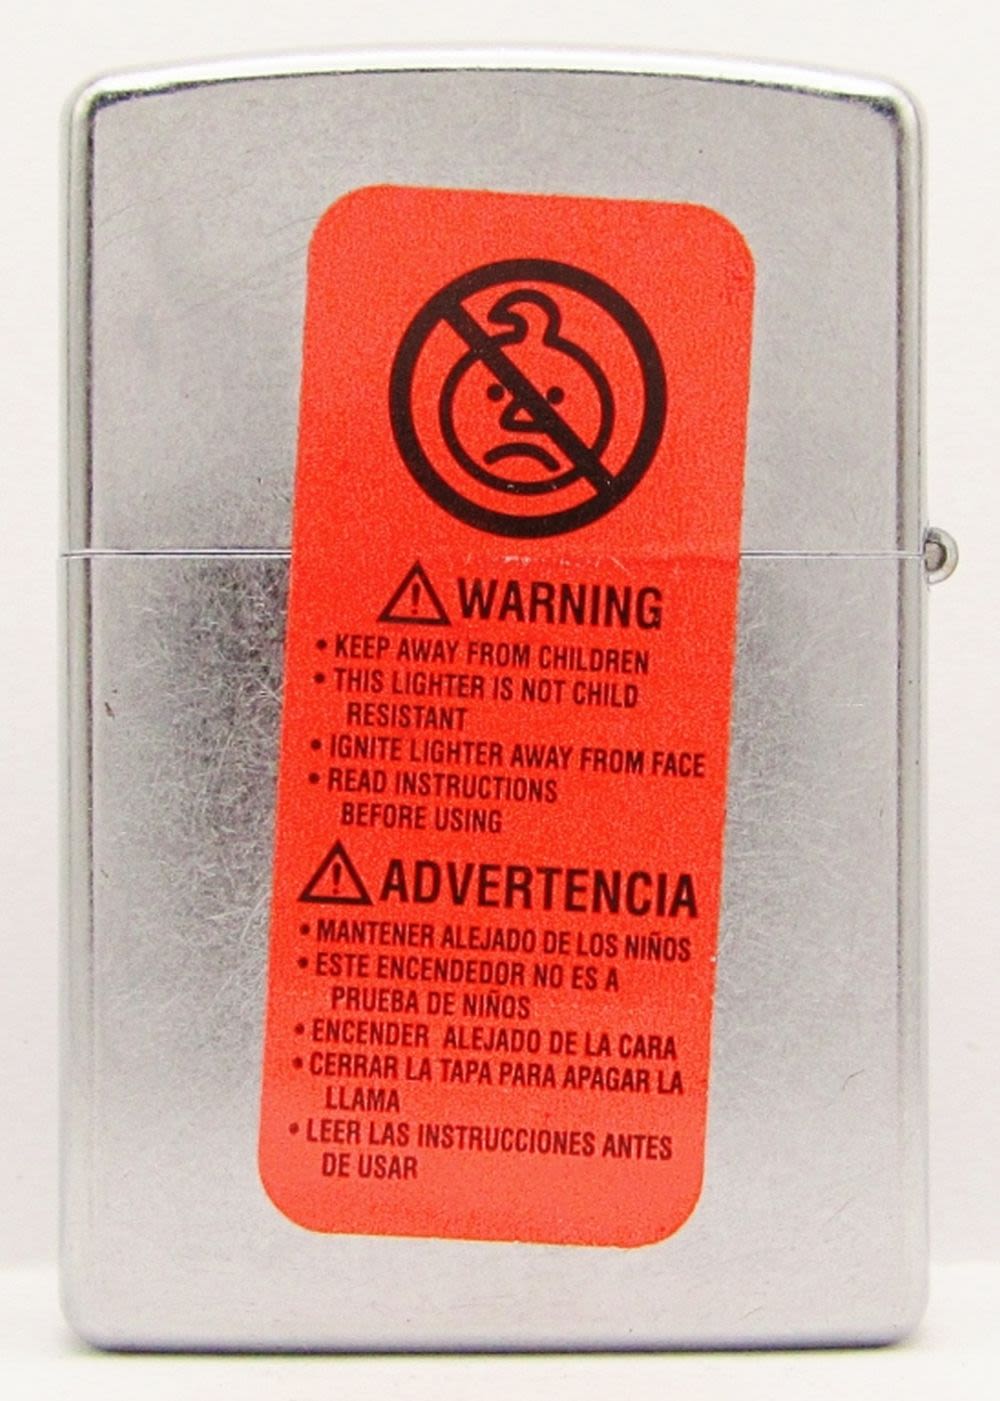 WARNING
• KEEP AWAY FROM CHILDREN
• THIS LIGHTER IS NOT CHILD
RESISTANT
• IGNITE LIGHTER AWAY FROM FACE
• READ INSTRUCTIONS
BEFORE USING
ADVERTENCIA
• MANTENER ALEJADO DE LOS NIÑOS
• ESTE ENCENDEDOR NO ES A
PRUEBA DE NIÑOS
• ENCENDER ALEJADO DE LA CARA
• CERRAR LA TAPA PARA APAGAR LA
LLAMA
• LEER LAS INSTRUCCIONES ANTES
DE USAR